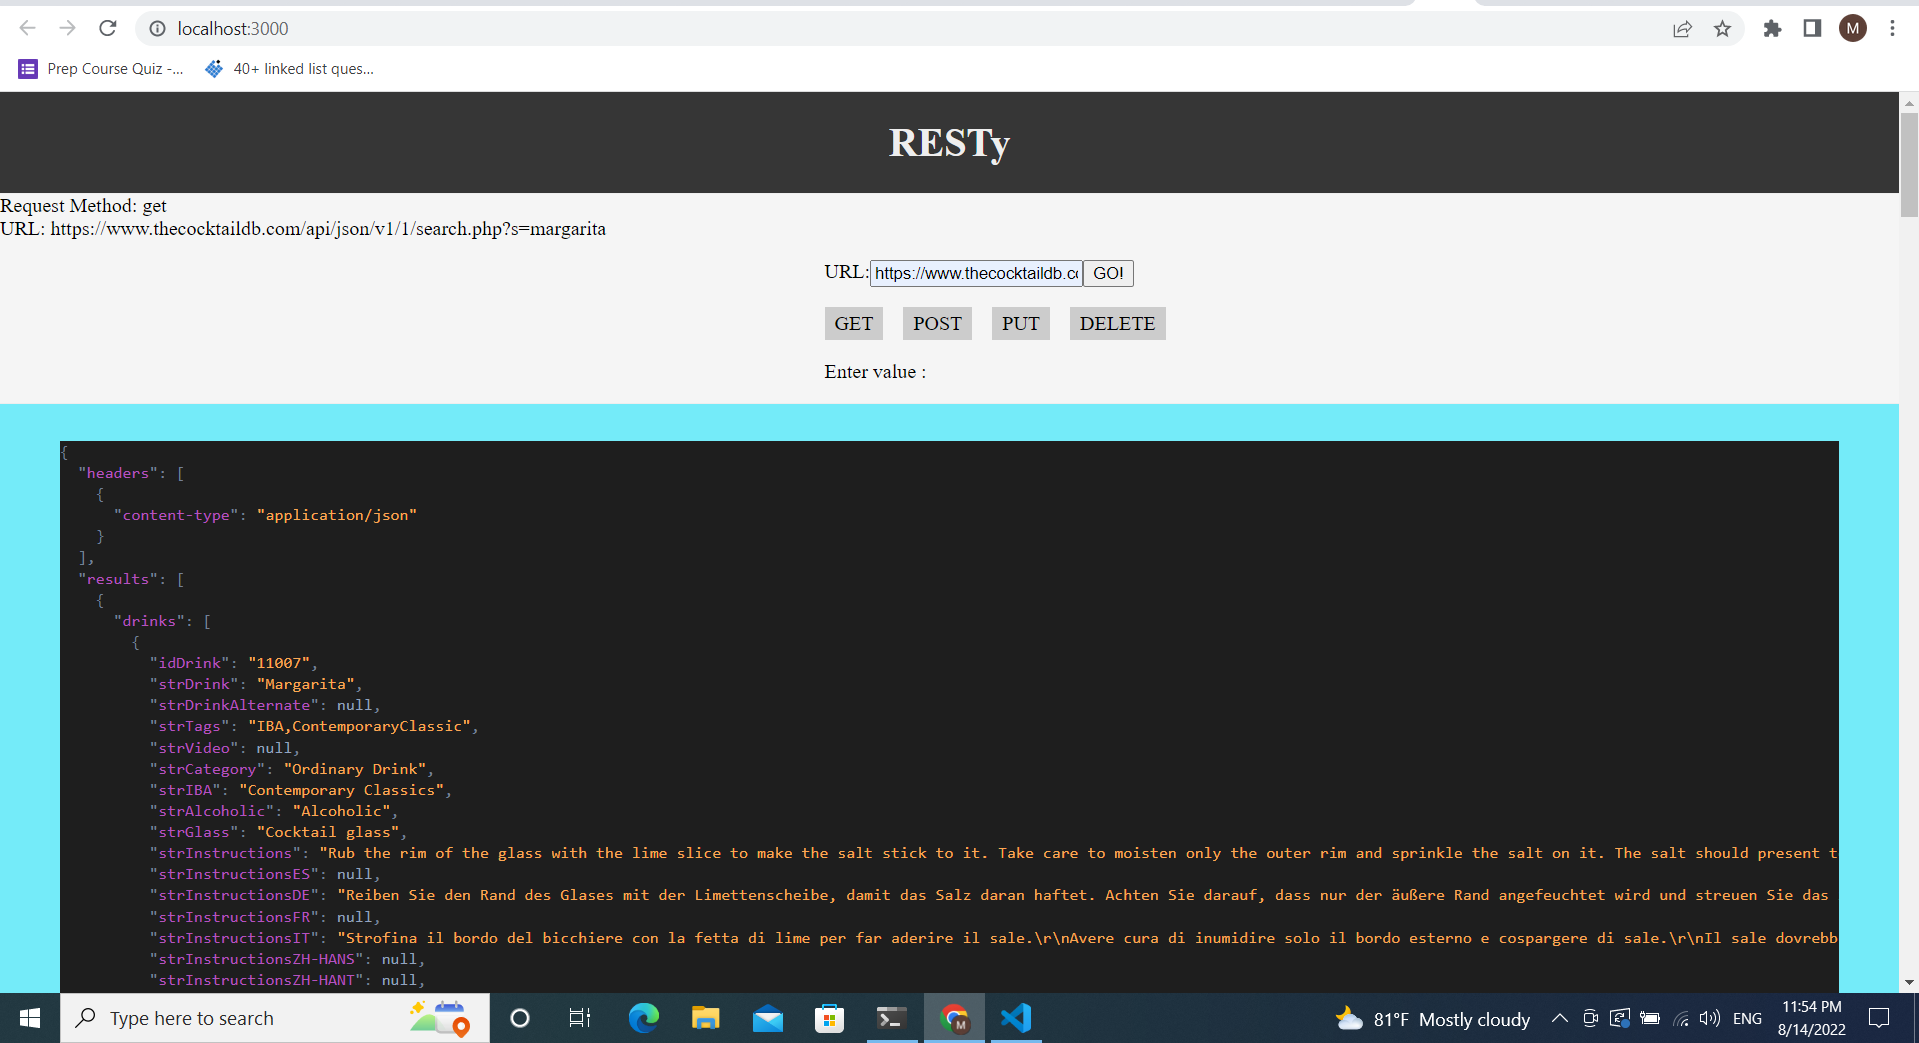 localhost:3000
M
Prep Course Quiz -...
40+ linked list ques...
RESTy
Request Method: get
URL: https://www.thecocktaildb.com/api/json/v1/1/search.php?s=margarita
URL: https://www.thecocktaildb.co GO!
GET POST PUT DELETE
Enter value :
{
"headers": [
{
"content-type": "application/json"
}
],
"results": [
{
"drinks": [
{
"idDrink": "11007",
"strDrink": "Margarita",
"strDrinkAlternate": null,
"strTags": "IBA,ContemporaryClassic",
"strVideo": null,
"strCategory": "Ordinary Drink",
"strIBA": "Contemporary Classics",
"strAlcoholic": "Alcoholic",
"strGlass": "Cocktail glass",
"strInstructions": "Rub the rim of the glass with the lime slice to make the salt stick to it. Take care to moisten only the outer rim and sprinkle the salt on it. The salt should present t
"strInstructionsES": null,
"strInstructionsDE": "Reiben Sie den Rand des Glases mit der Limettenscheibe, damit das Salz daran haftet. Achten Sie darauf, dass nur der äußere Rand angefeuchtet wird und streuen Sie das
"strInstructionsFR": null,
"strInstructionsIT": "Strofina il bordo del bicchiere con la fetta di lime per far aderire il sale.\r\nAvere cura di inumidire solo il bordo esterno e cospargere di sale.\r\nIl sale dovrebb
"strInstructionsZH-HANS": null,
"strInstructionsZH-HANT": null,
Type here to search
M
81°F Mostly cloudy
ENG
11:54 PM
8/14/2022